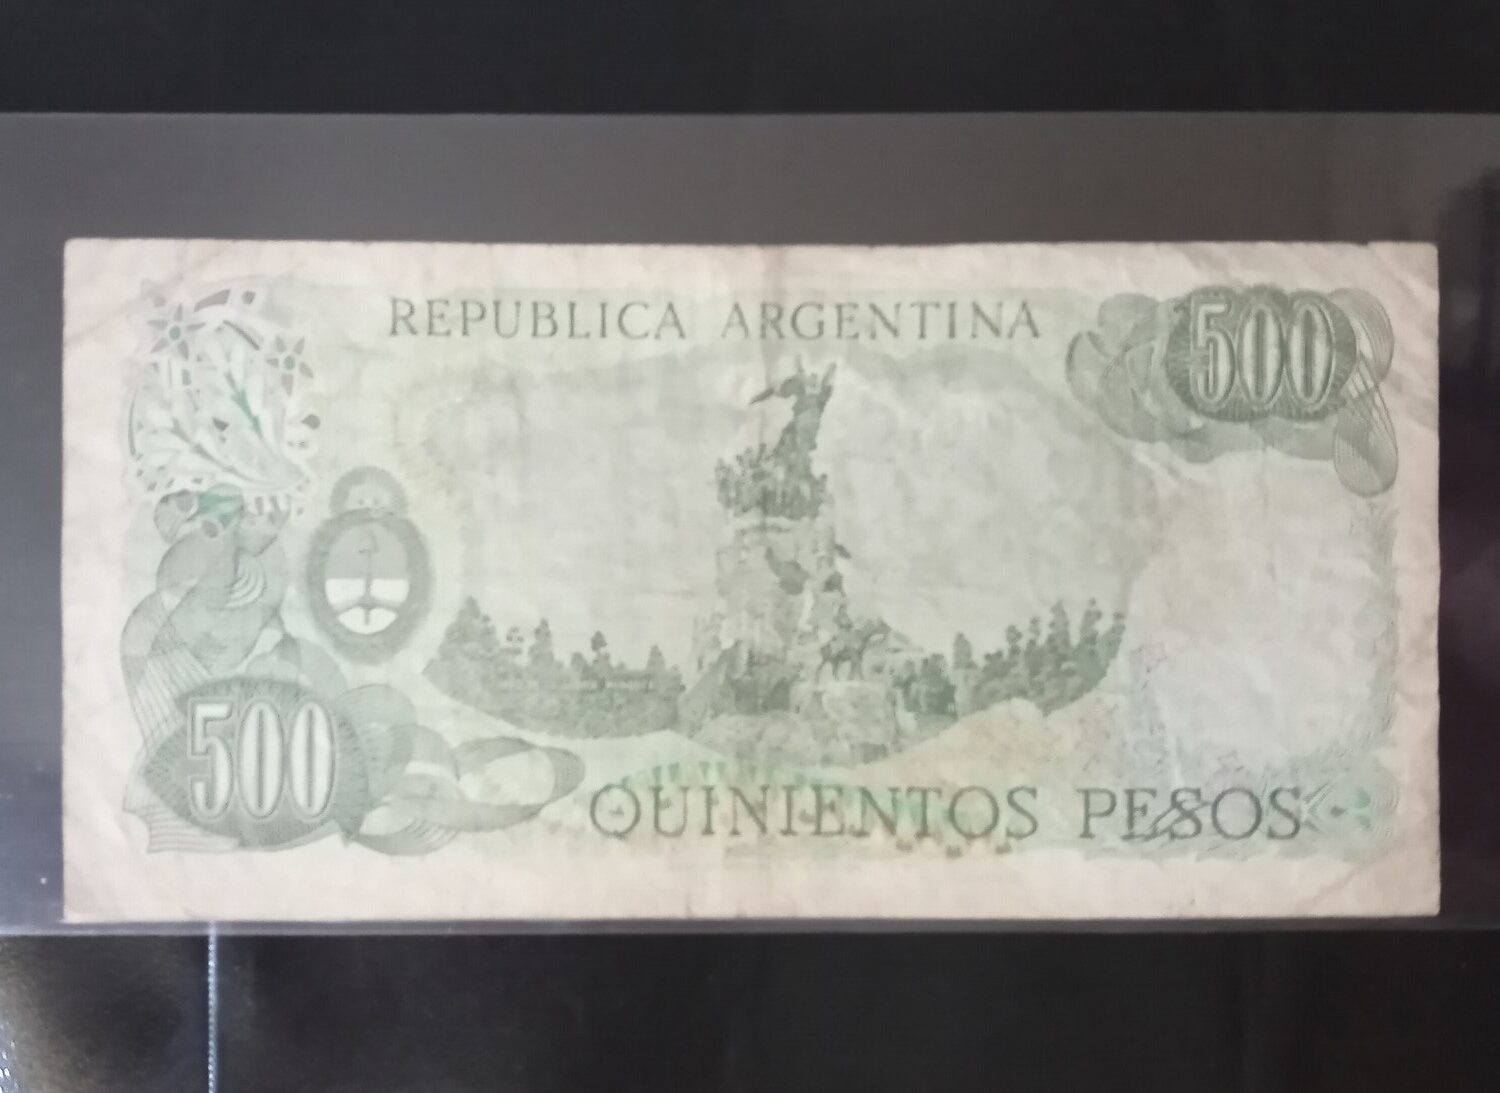 REPUBLICA ARGENTINA
500
500
QUINIENTOS PESOS